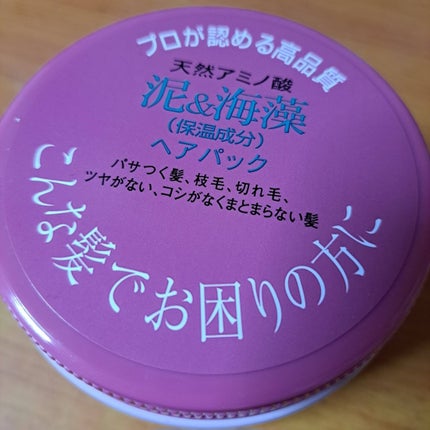 プロが認める高品質
天然アミノ酸
泥&海藻
(保温成分)
ヘアパック
パサつく髪、枝毛、切れ毛、
ツヤがない、コシがなくまとまらない髪
こんな髪でお困りの方に